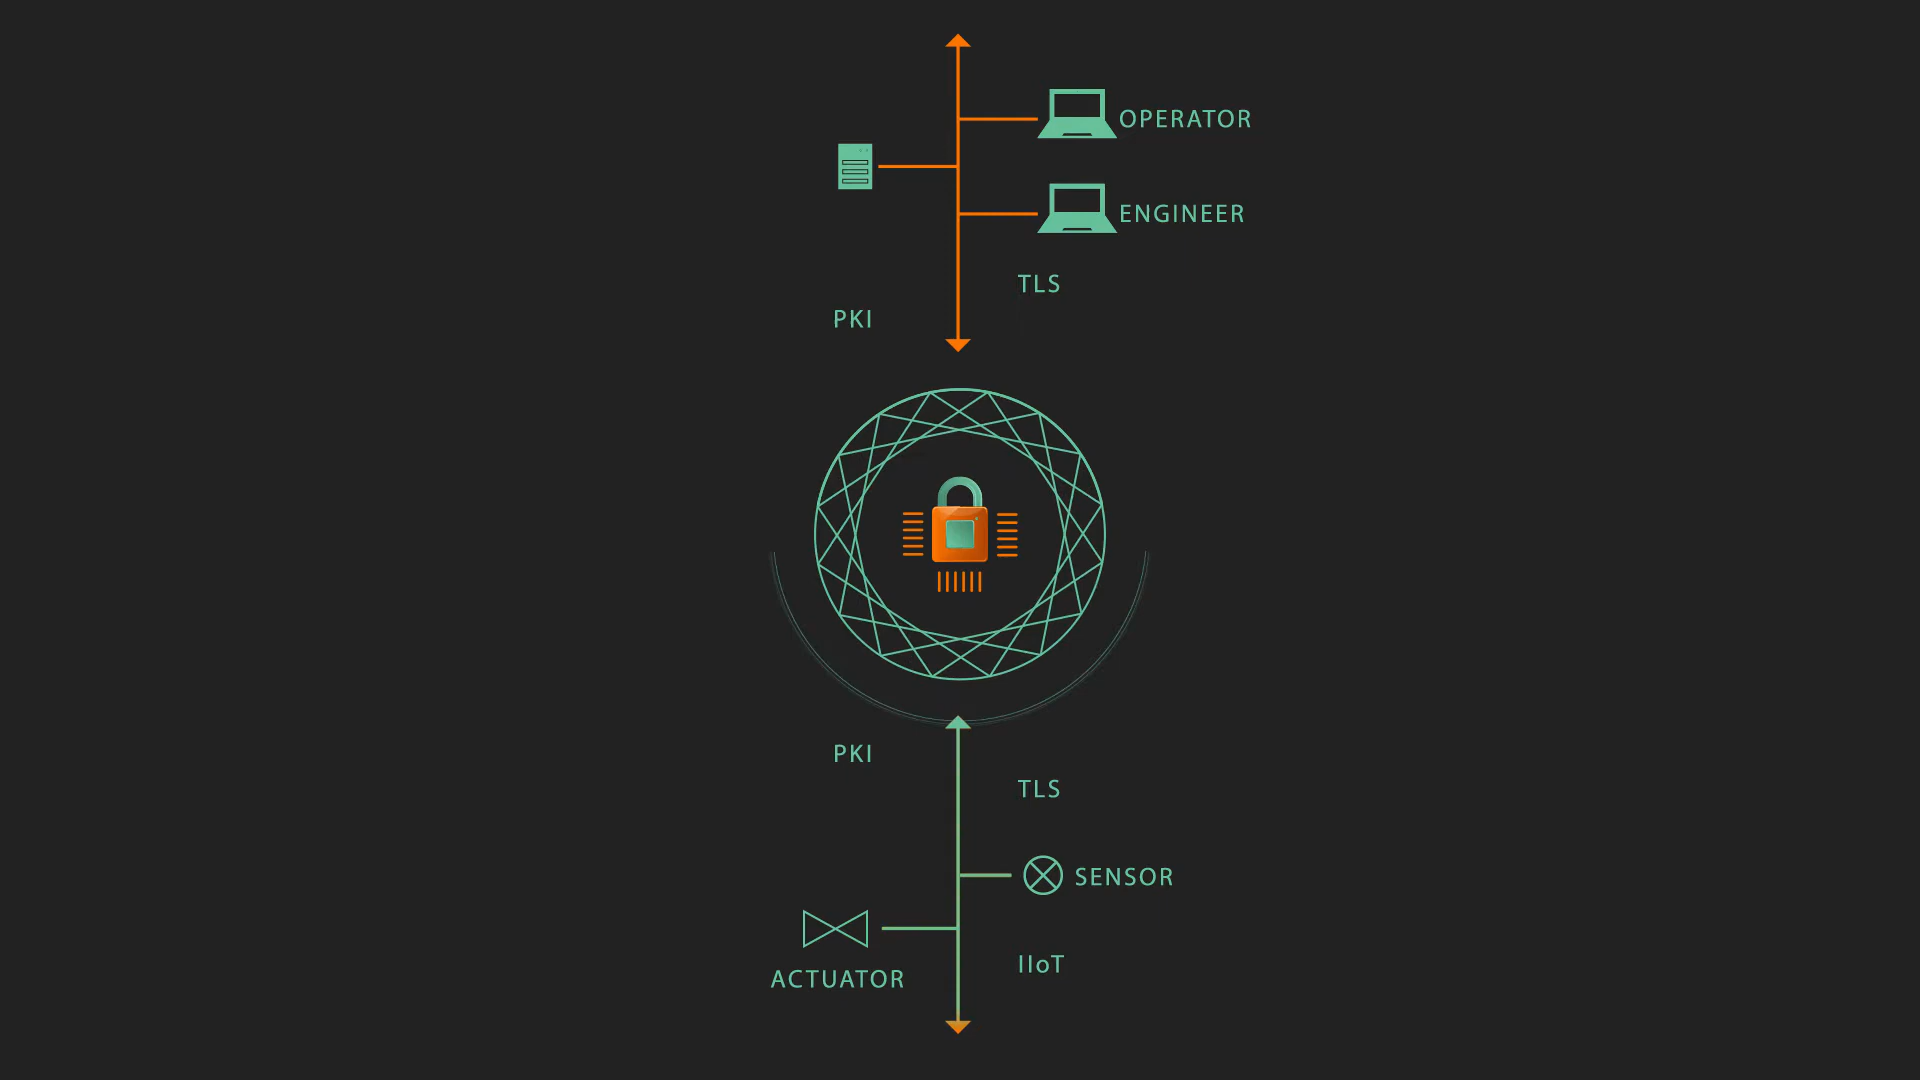 OPERATOR
ENGINEER
TLS
PKI
PKI
TLS
SENSOR
IIoT
ACTUATOR